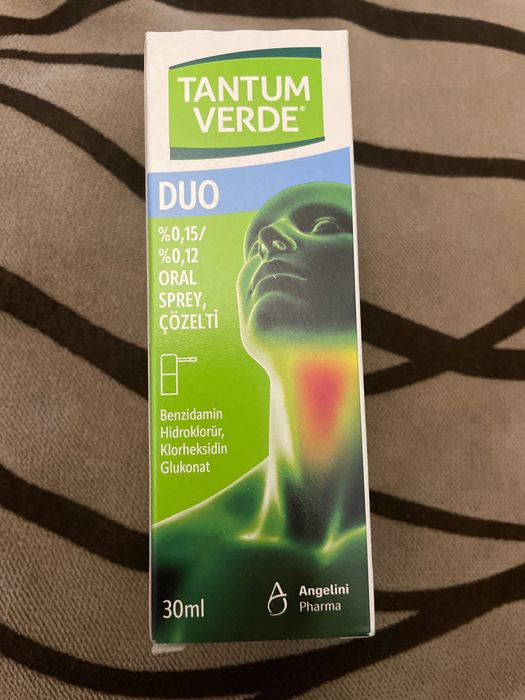 TANTUM
VERDE®
DUO
%0,15/
%0,12
ORAL
SPREY,
ÇÖZELTİ
Benzidamin
Hidroklorür,
Klorheksidin
Glukonat
30ml
Angelini
Pharma